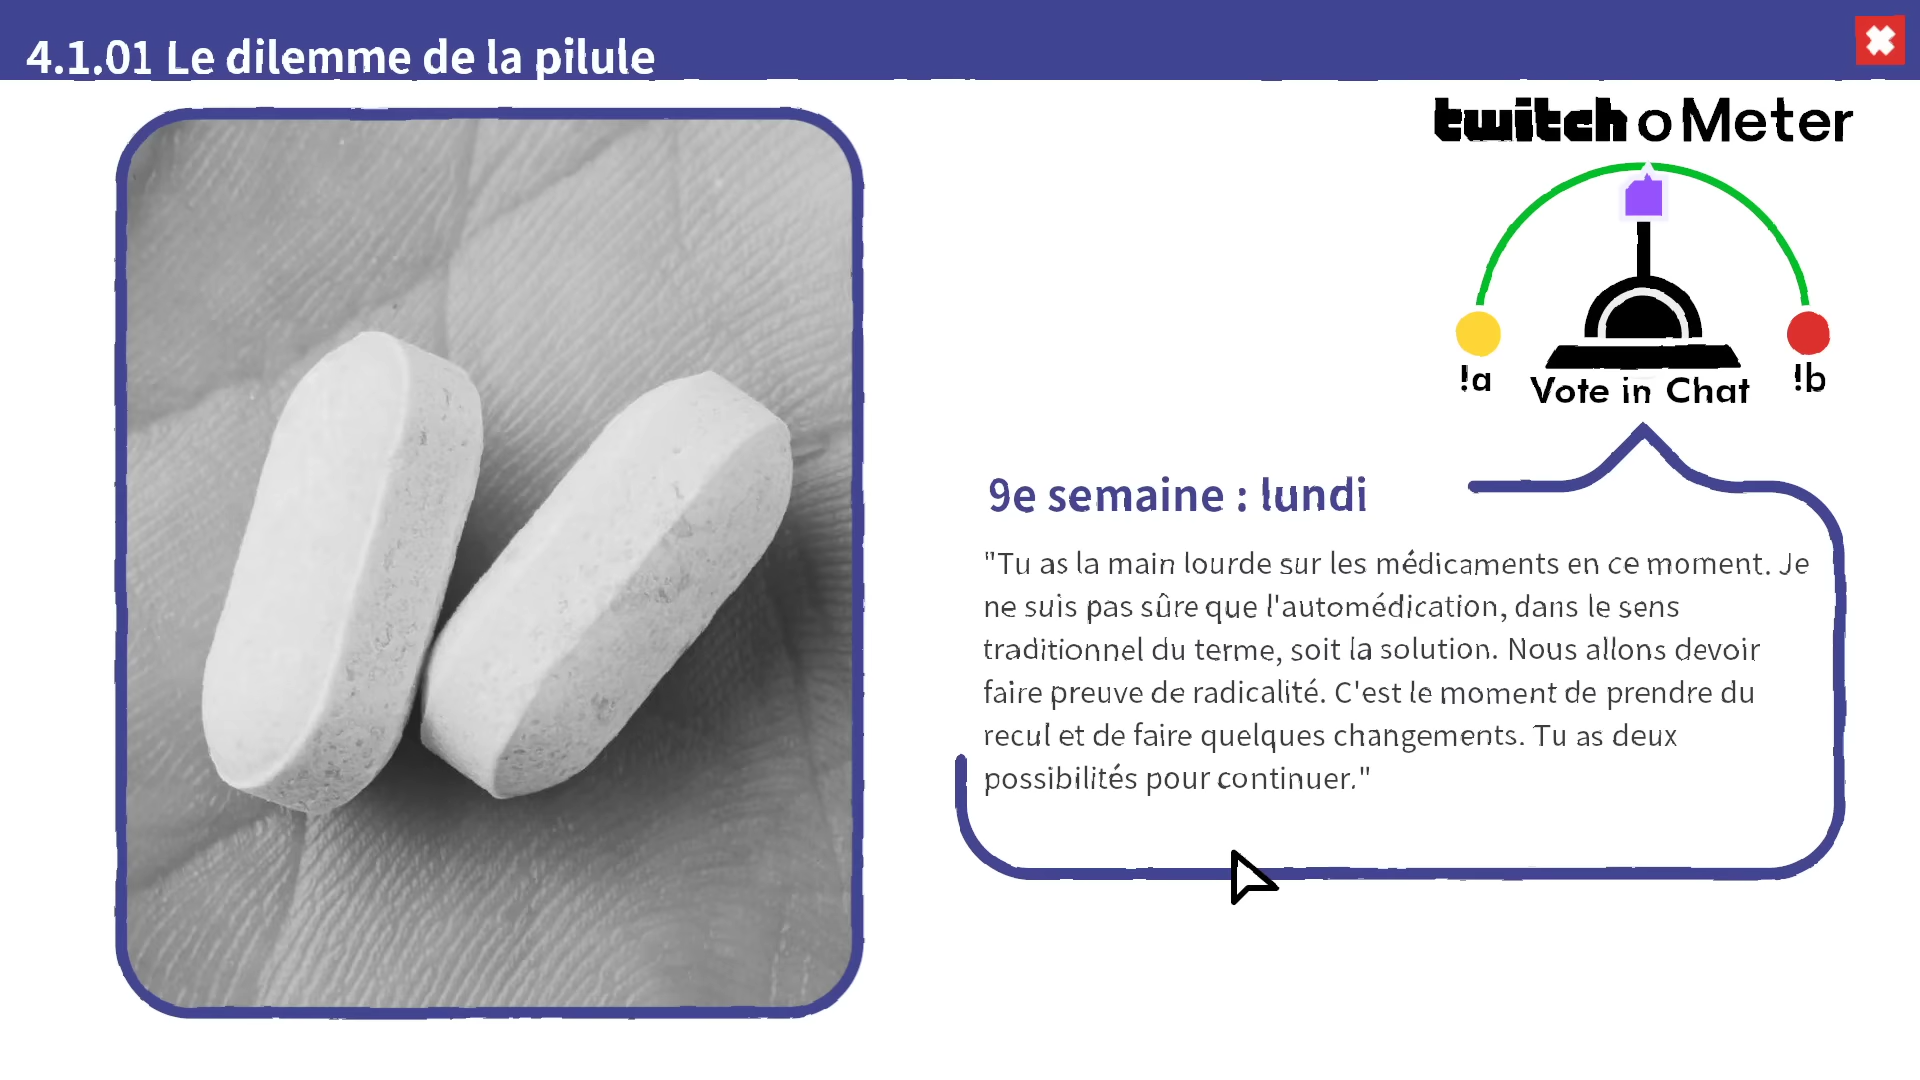 4.1.01 Le dilemme de la pilule
twitch o Meter
!a
Vote in Chat
!b
9e semaine : lundi
"Tu as la main lourde sur les médicaments en ce moment. Je
ne suis pas sûre que l'automédication, dans le sens
traditionnel du terme, soit la solution. Nous allons devoir
faire preuve de radicalité. C'est le moment de prendre du
recul et de faire quelques changements. Tu as deux
possibilités pour continuer."